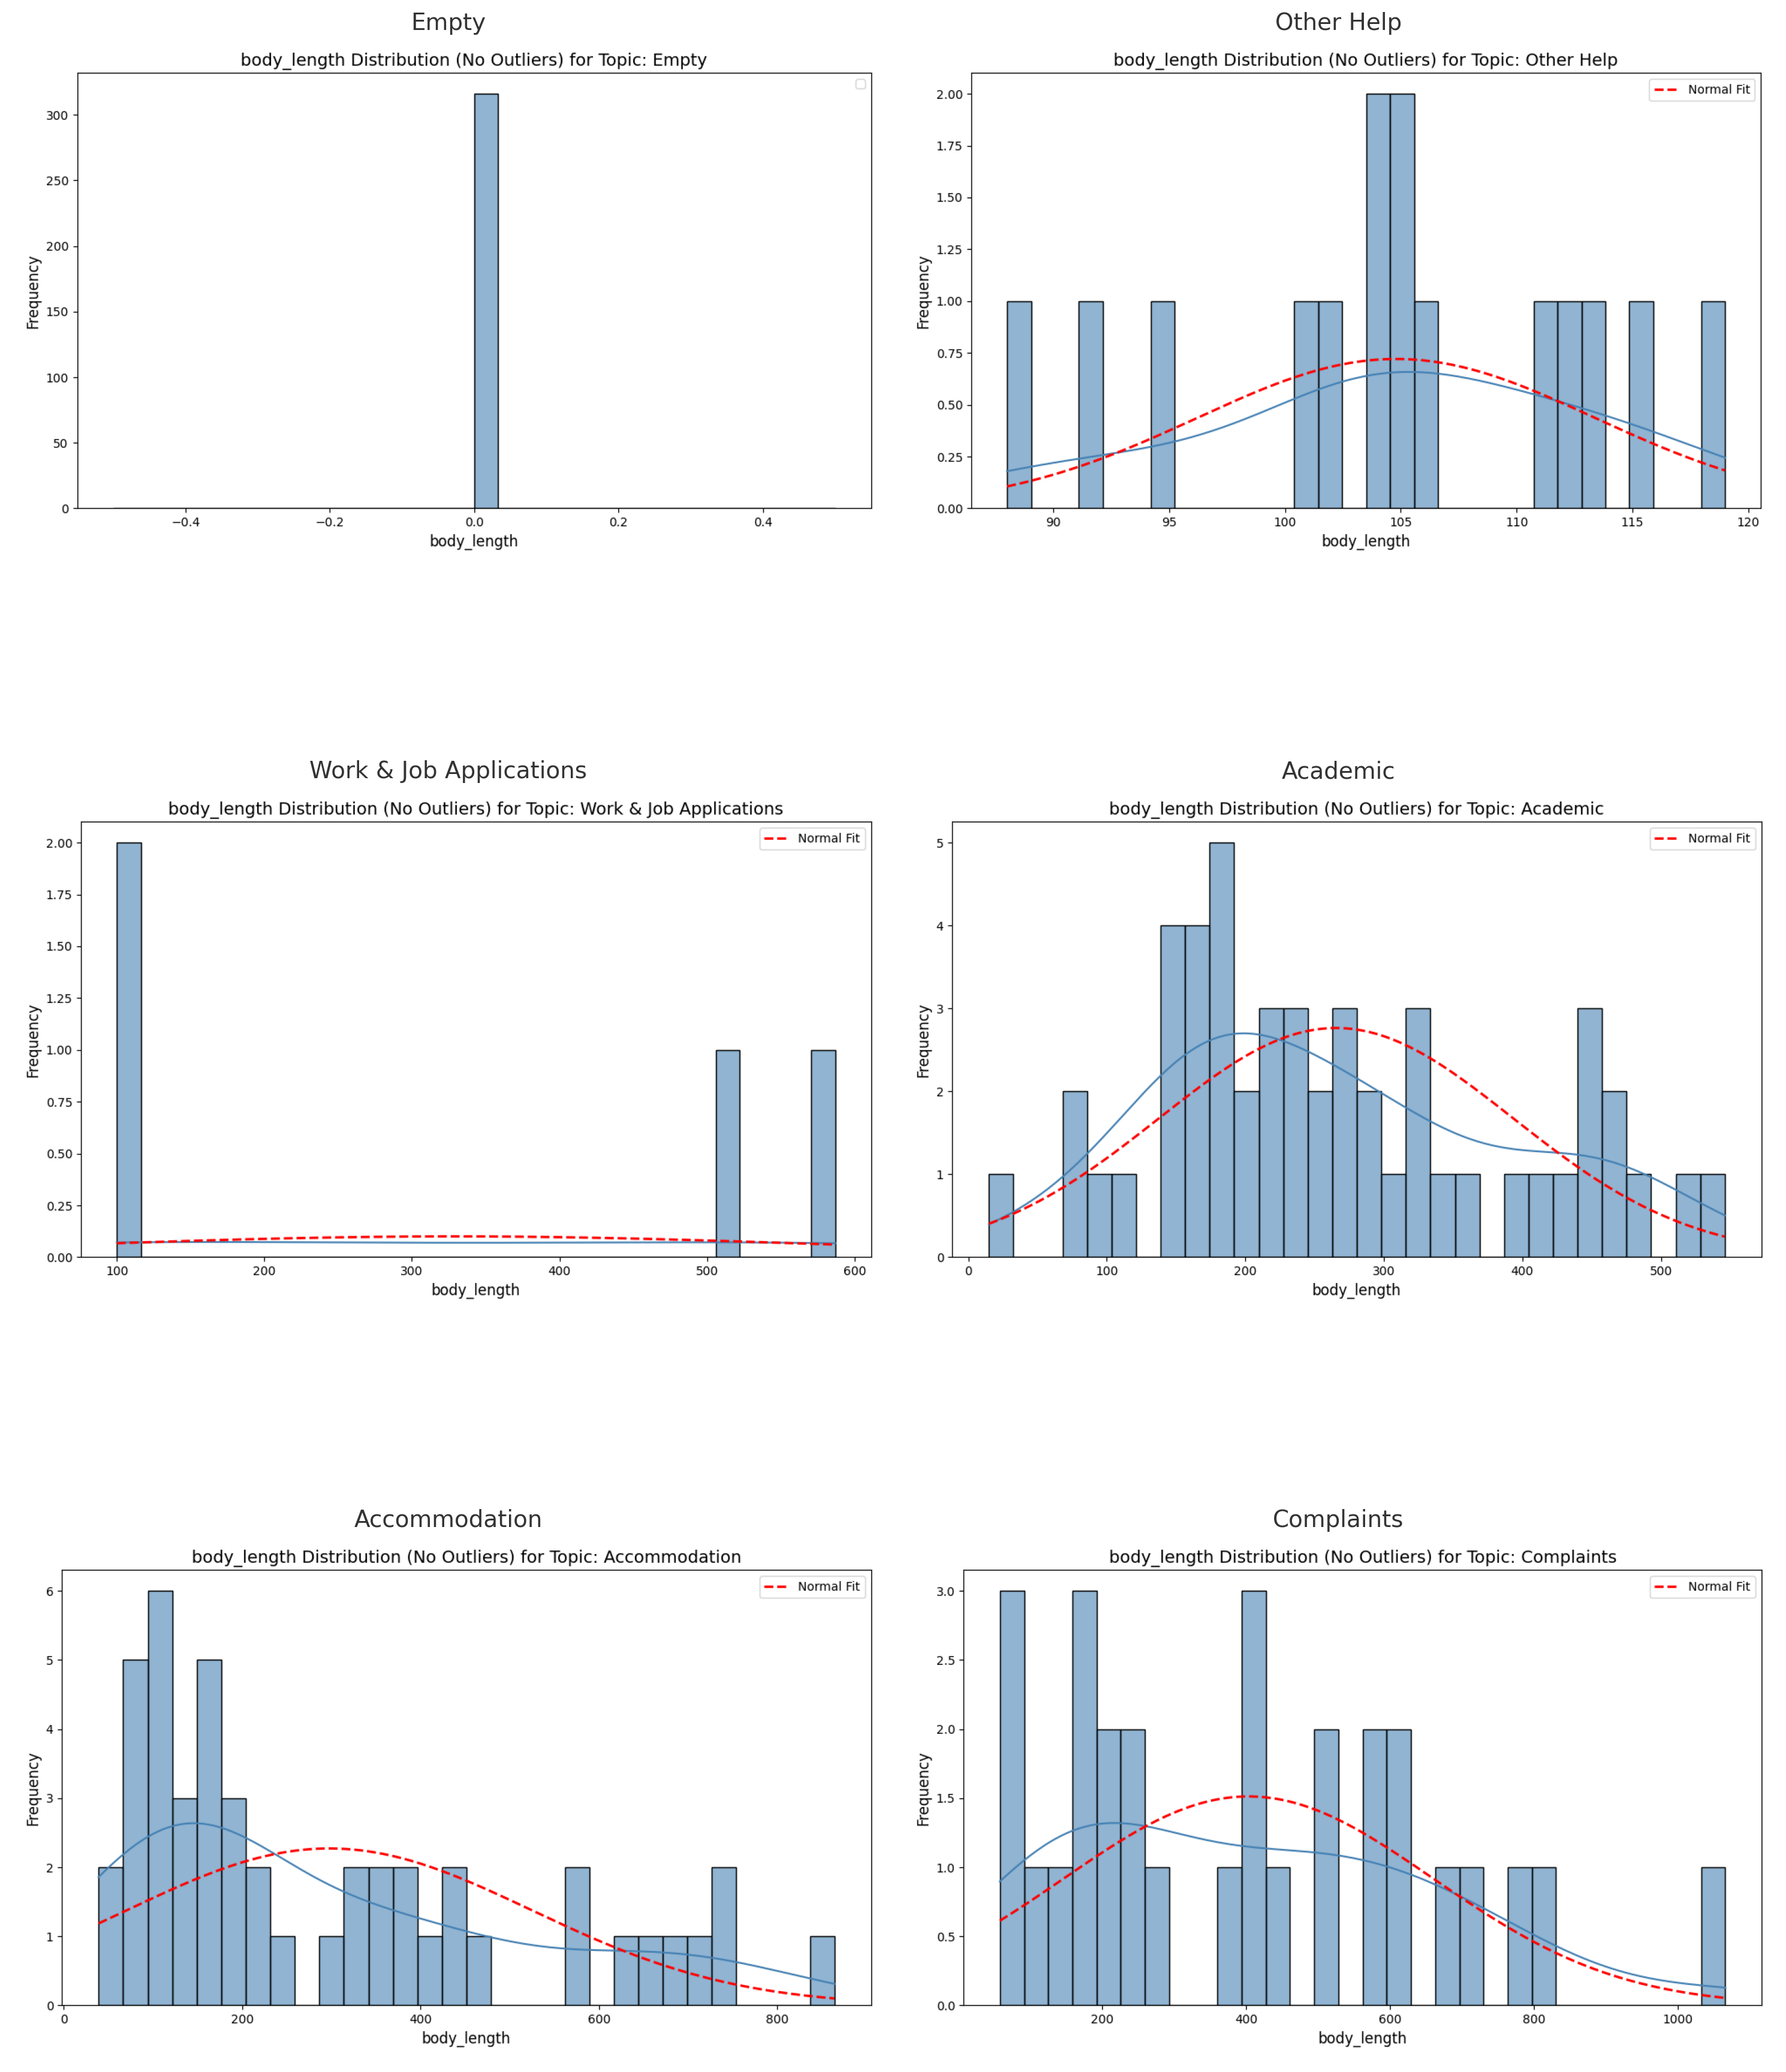 Empty
body_length Distribution (No Outliers) for Topic: Empty
Frequency
300
250
200
150
100
50
0
−0.4
−0.2
0.0
0.2
0.4
body_length
Other Help
body_length Distribution (No Outliers) for Topic: Other Help
Normal Fit
Frequency
2.00
1.75
1.50
1.25
1.00
0.75
0.50
0.25
0.00
90
95
100
105
110
115
120
body_length
Work & Job Applications
body_length Distribution (No Outliers) for Topic: Work & Job Applications
Normal Fit
Frequency
2.00
1.75
1.50
1.25
1.00
0.75
0.50
0.25
0.00
100
200
300
400
500
600
body_length
Academic
body_length Distribution (No Outliers) for Topic: Academic
Normal Fit
Frequency
5
4
3
2
1
0
0
100
200
300
400
500
body_length
Accommodation
body_length Distribution (No Outliers) for Topic: Accommodation
Normal Fit
Frequency
6
5
4
3
2
1
0
0
200
400
600
800
body_length
Complaints
body_length Distribution (No Outliers) for Topic: Complaints
Normal Fit
Frequency
3.0
2.5
2.0
1.5
1.0
0.5
0.0
200
400
600
800
1000
body_length